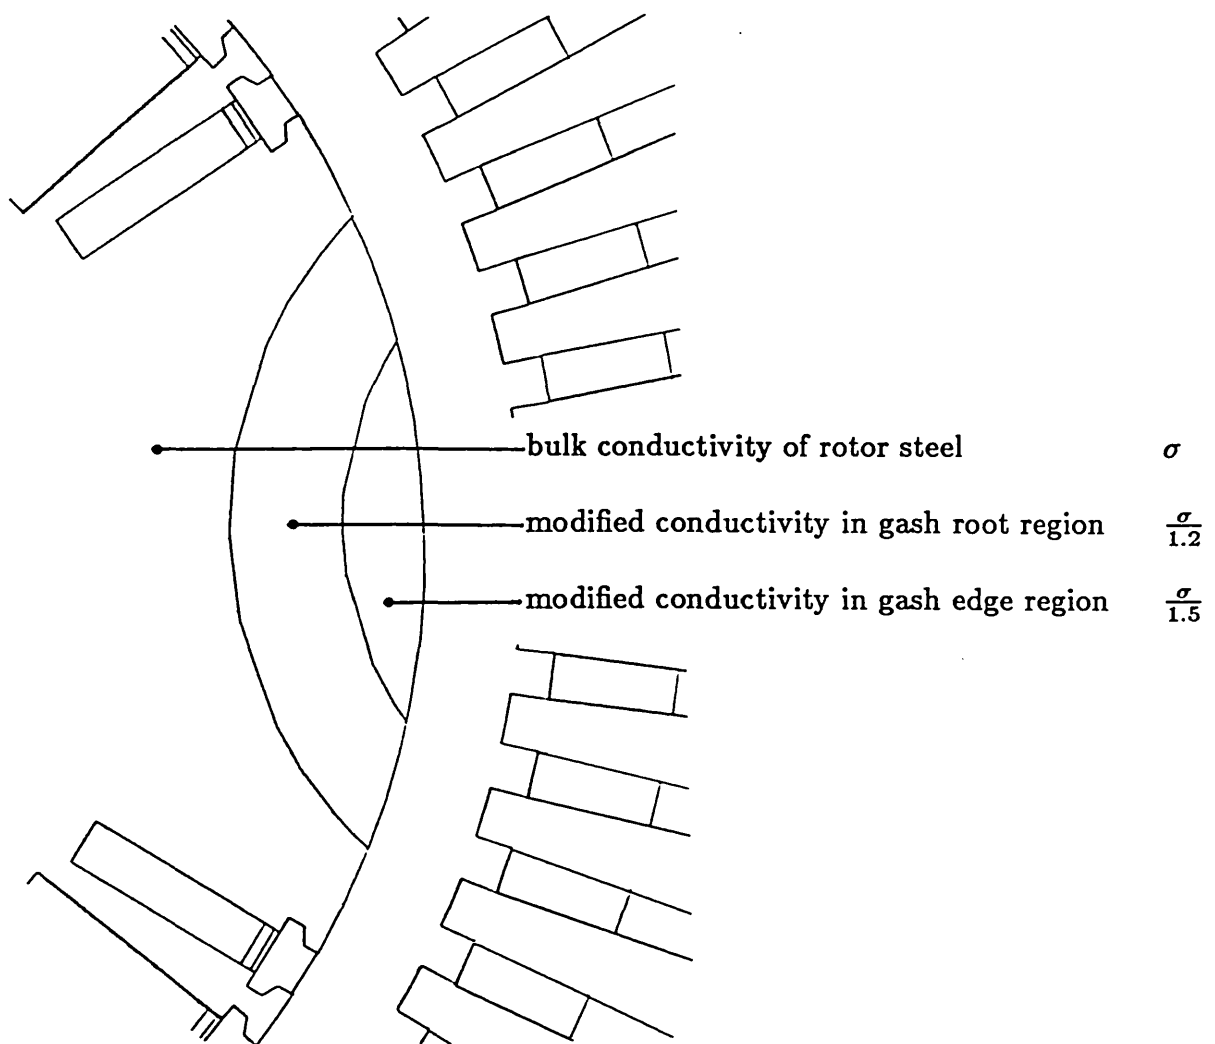 bulk conductivity of rotor steel σ
modified conductivity in gash root region σ/1.2
modified conductivity in gash edge region σ/1.5